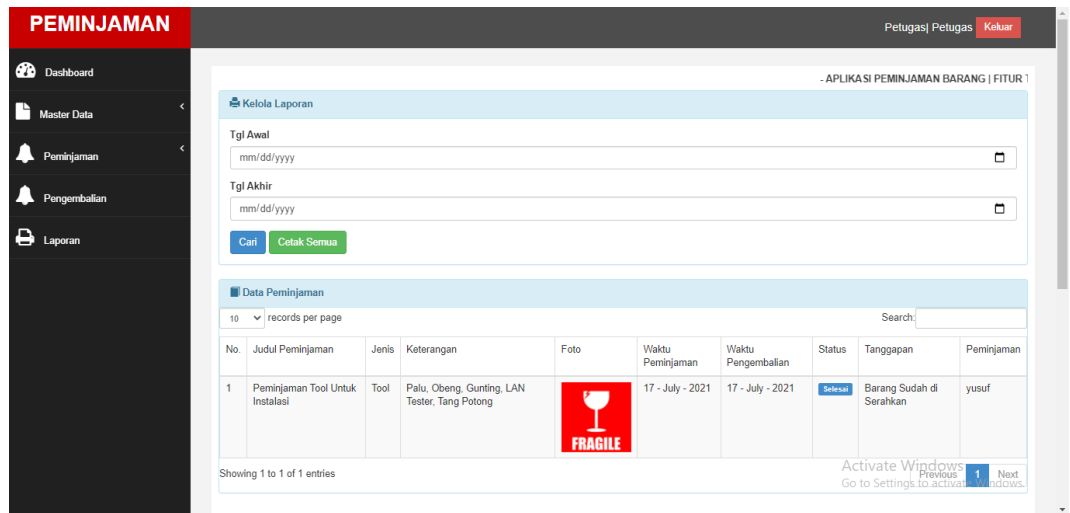 PEMINJAMAN
Petugas| Petugas Keluar
Dashboard
Master Data
Peminjaman
Pengembalian
Laporan
- APLIKASI PEMINJAMAN BARANG | FITUR
Kelola Laporan
Tgl Awal
mm/dd/yyyy
Tgl Akhir
mm/dd/yyyy
Cari Cetak Semua
Data Peminjaman
10 records per page
Search:
No. Judul Peminjaman Jenis Keterangan Foto Waktu Peminjaman Waktu Pengembalian Status Tanggapan Peminjaman
1 Peminjaman Tool Untuk Instalasi Tool Palu, Obeng, Gunting, LAN Tester, Tang Potong FRAGILE 17 - July - 2021 17 - July - 2021 Selesai Barang Sudah di Serahkan yusuf
Showing 1 to 1 of 1 entries
Previous 1 Next
Activate Windows
Go to Settings to activate Windows.